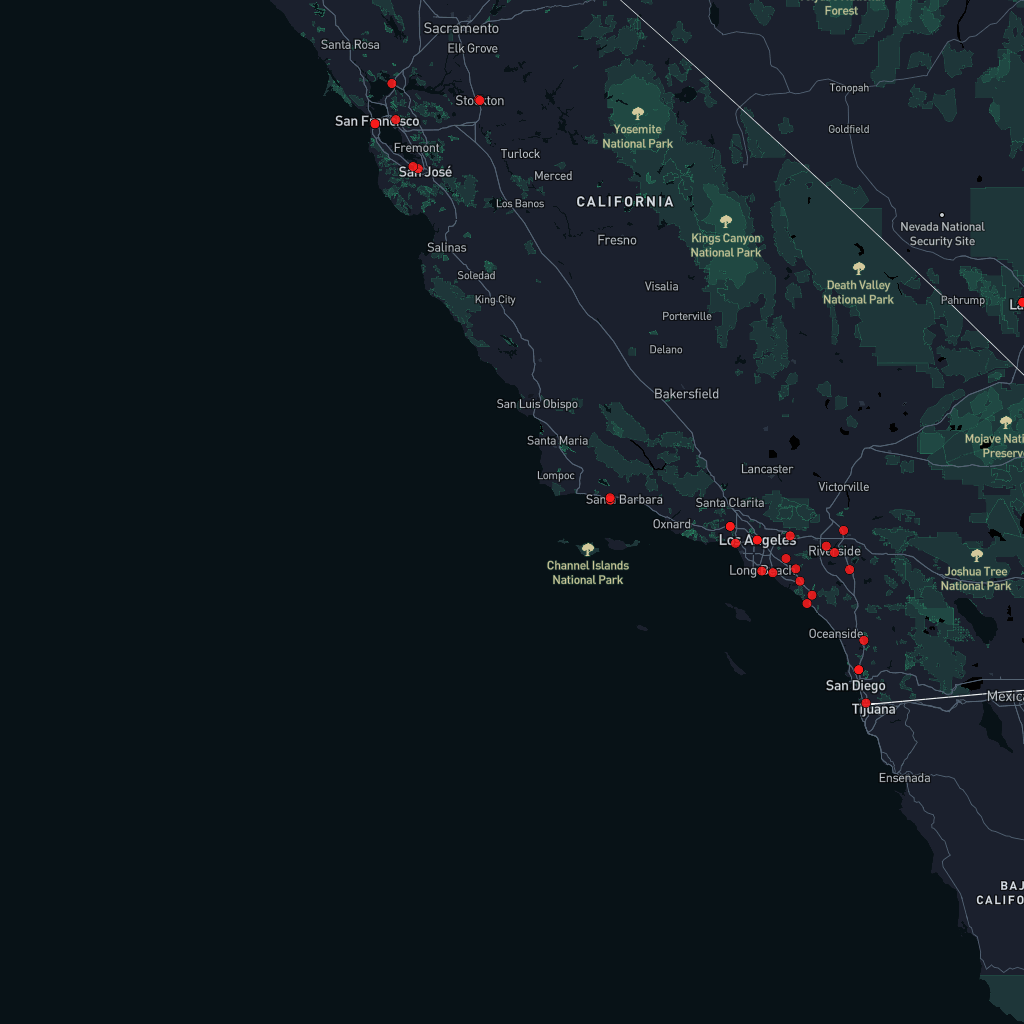 Forest
Sacramento
Santa Rosa
Elk Grove
Tonopah
Stockton
San Francisco
Goldfield
Yosemite
National Park
Fremont
Turlock
San José
Merced
Los Banos
CALIFORNIA
Nevada National
Security Site
Kings Canyon
National Park
Fresno
Salinas
Soledad
Death Valley
National Park
Visalia
King City
Pahrump
La
Porterville
Delano
Bakersfield
San Luis Obispo
Mojave Nati
Preserve
Santa Maria
Lancaster
Lompoc
Victorville
Santa Barbara
Santa Clarita
Oxnard
Los Angeles
Riverside
Channel Islands
National Park
Long Beach
Joshua Tree
National Park
Oceanside
San Diego
Mexica
Tijuana
Ensenada
BAJ
CALIFO